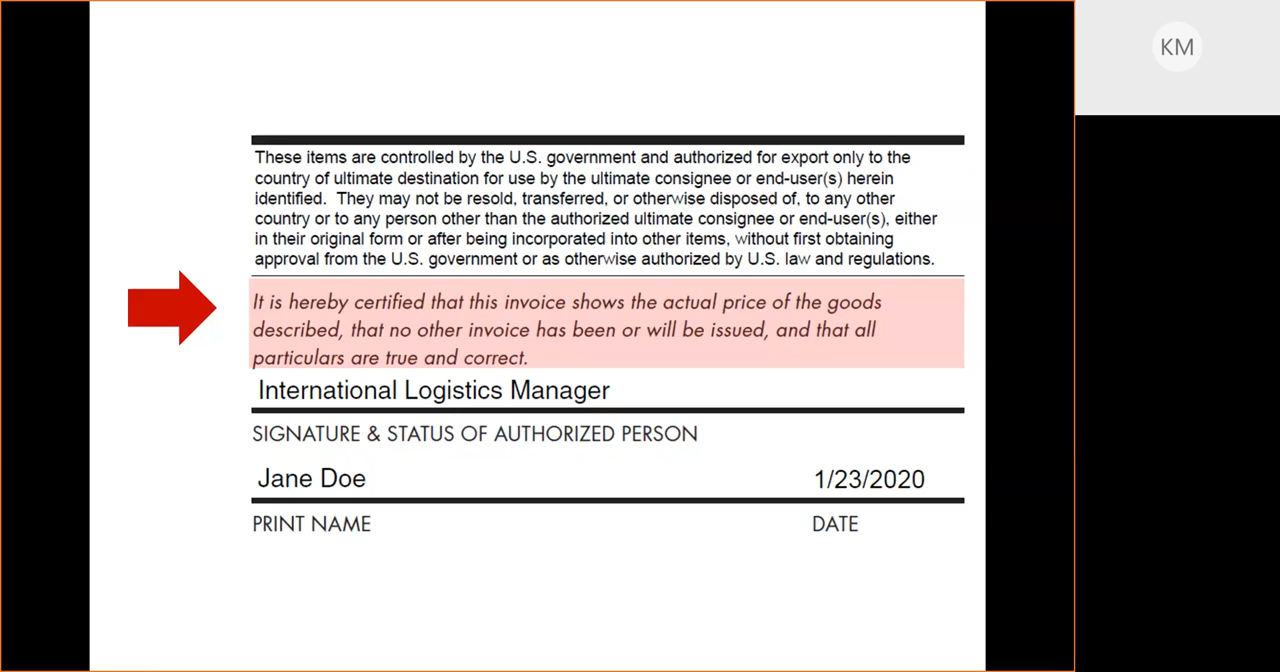 KM
These items are controlled by the U.S. government and authorized for export only to the
country of ultimate destination for use by the ultimate consignee or end-user(s) herein
identified.  They may not be resold, transferred, or otherwise disposed of, to any other
country or to any person other than the authorized ultimate consignee or end-user(s), either
in their original form or after being incorporated into other items, without first obtaining
approval from the U.S. government or as otherwise authorized by U.S. law and regulations.
It is hereby certified that this invoice shows the actual price of the goods
described, that no other invoice has been or will be issued, and that all
particulars are true and correct.
International Logistics Manager
SIGNATURE & STATUS OF AUTHORIZED PERSON
Jane Doe 1/23/2020
PRINT NAME DATE